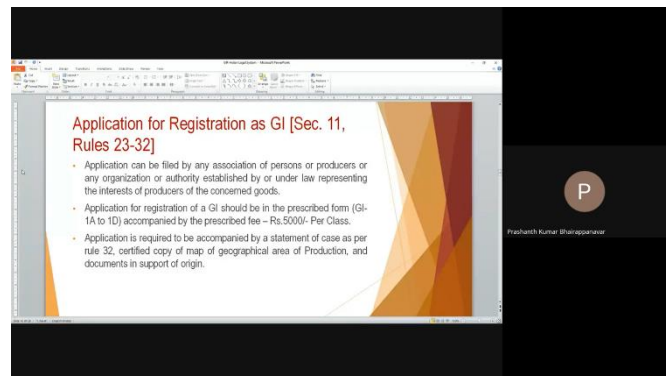 Application for Registration as GI [Sec. 11,
Rules 23-32]
• Application can be filed by any association of persons or producers or
any organization or authority established by or under law representing
the interests of producers of the concerned goods.
• Application for registration of a GI should be in the prescribed form (GI-
1A to 1D) accompanied by the prescribed fee – Rs.5000/- Per Class.
• Application is required to be accompanied by a statement of case as per
rule 32, certified copy of map of geographical area of Production, and
documents in support of origin.
P
Prashanth Kumar Bhairappanavar